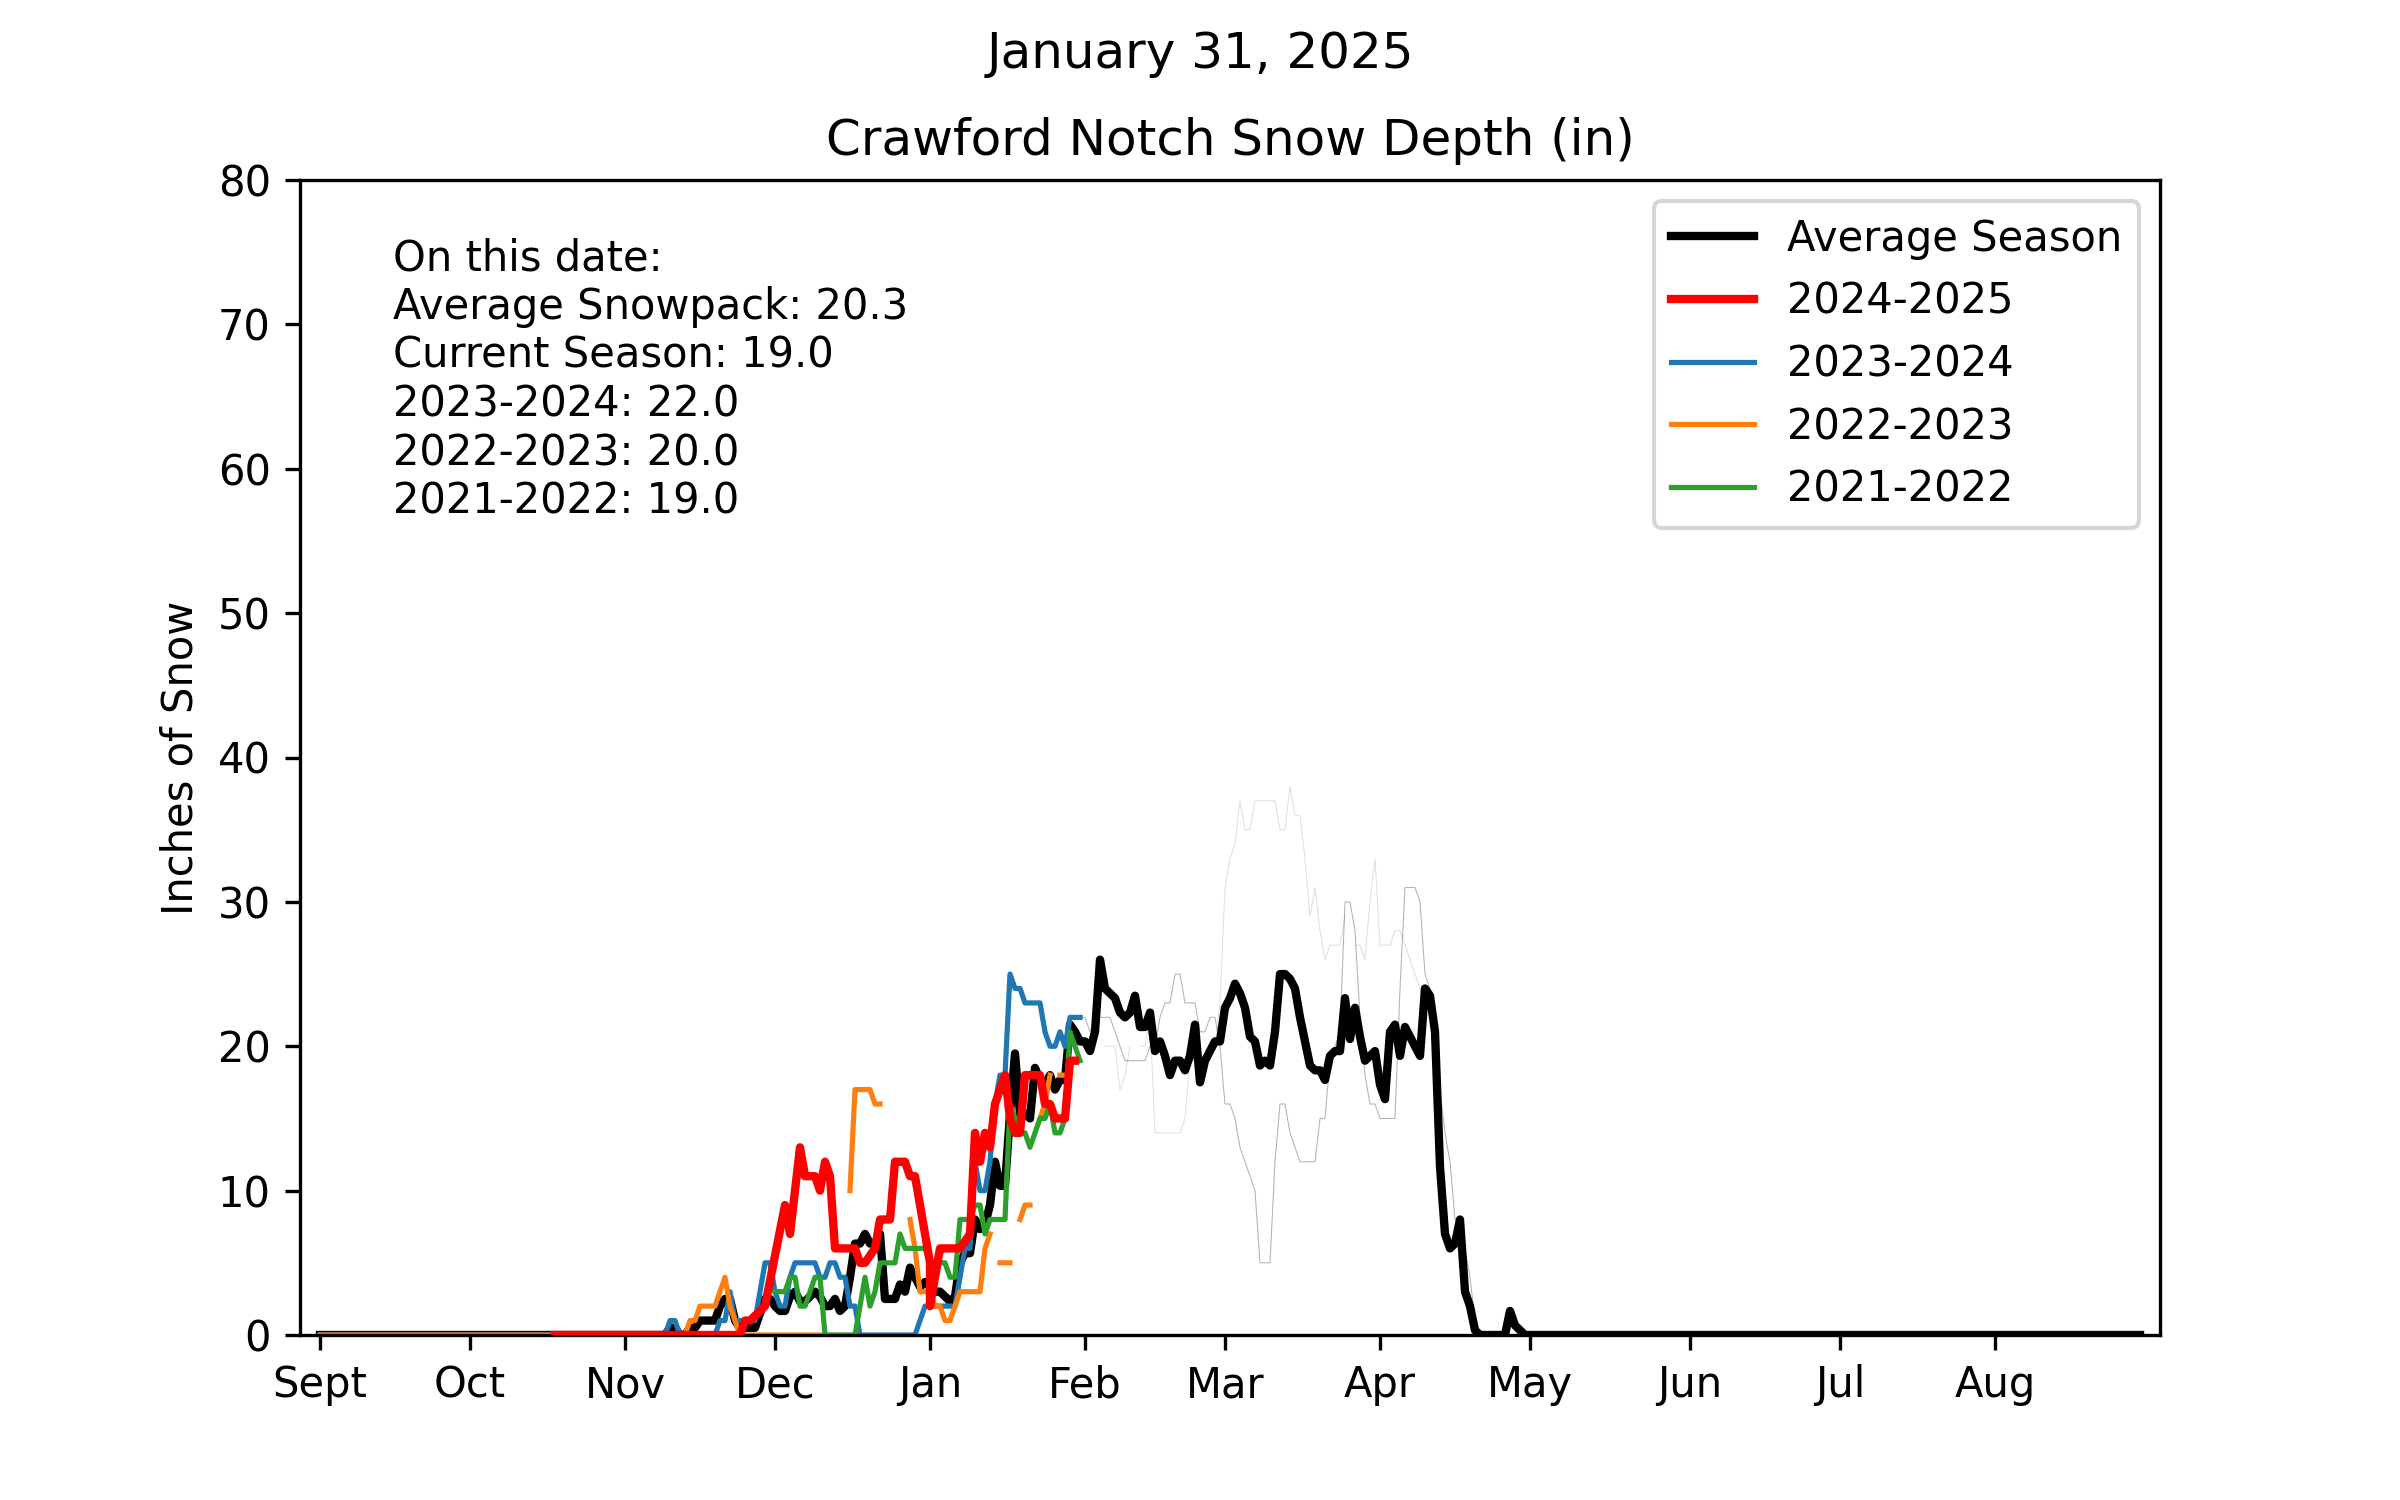 January 31, 2025
Crawford Notch Snow Depth (in)
80
70
60
50
40
30
20
10
0
Inches of Snow
On this date:
Average Snowpack: 20.3
Current Season: 19.0
2023-2024: 22.0
2022-2023: 20.0
2021-2022: 19.0
Average Season
2024-2025
2023-2024
2022-2023
2021-2022
Sept Oct Nov Dec Jan Feb Mar Apr May Jun Jul Aug